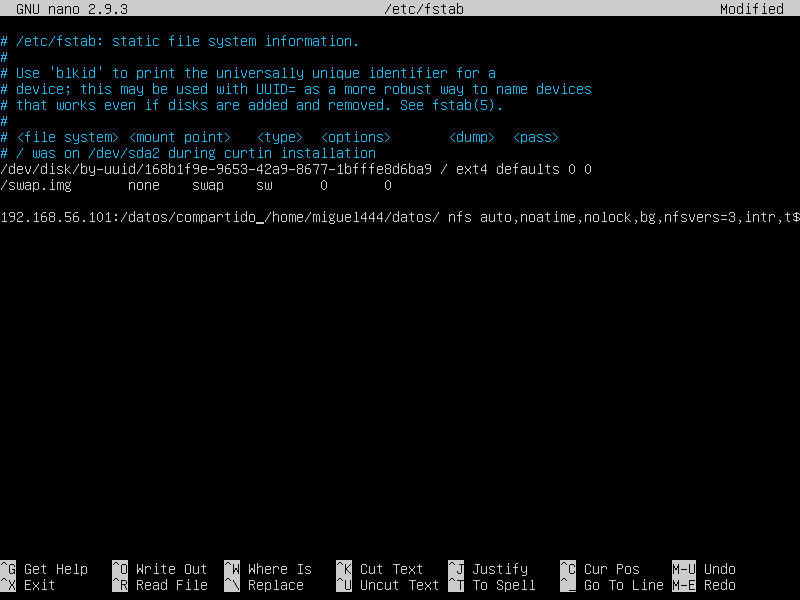 GNU nano 2.9.3 /etc/fstab Modified
# /etc/fstab: static file system information.
#
# Use 'blkid' to print the universally unique identifier for a
# device; this may be used with UUID= as a more robust way to name devices
# that works even if disks are added and removed. See fstab(5).
#
# <file system> <mount point> <type> <options> <dump> <pass>
# / was on /dev/sda2 during curtin installation
/dev/disk/by-uuid/168b1f9e-9653-42a9-8677-1bfffe8d6ba9 / ext4 defaults 0 0
/swap.img none swap sw 0 0
192.168.56.101:/datos/compartido_/home/miguel444/datos/ nfs auto,noatime,nolock,bg,nfsvers=3,intr,t$
^G Get Help ^O Write Out ^W Where Is ^K Cut Text ^J Justify ^C Cur Pos M-U Undo
^X Exit ^R Read File ^\ Replace ^U Uncut Text ^T To Spell ^_ Go To Line M-E Redo